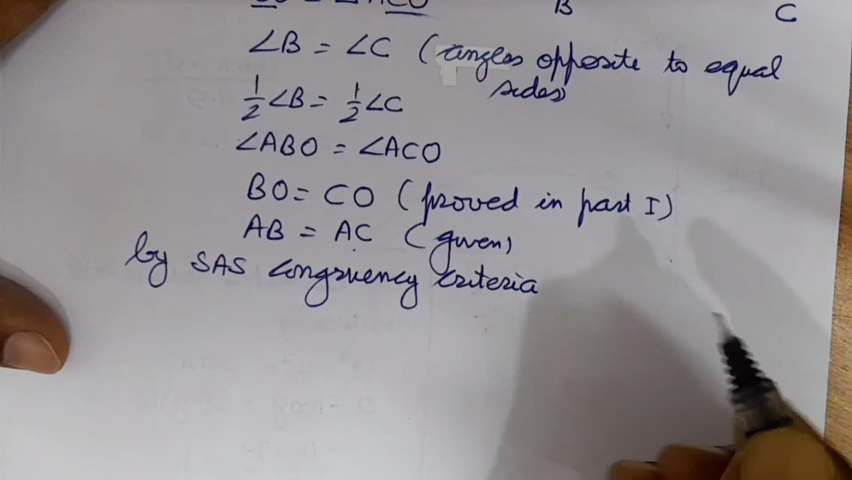 ∠ACO
B
C
∠B = ∠C (angles opposite to equal
sides)
1/2∠B = 1/2∠C
∠ABO = ∠ACO
BO = CO (proved in part I)
AB = AC (given)
by SAS congruency criteria